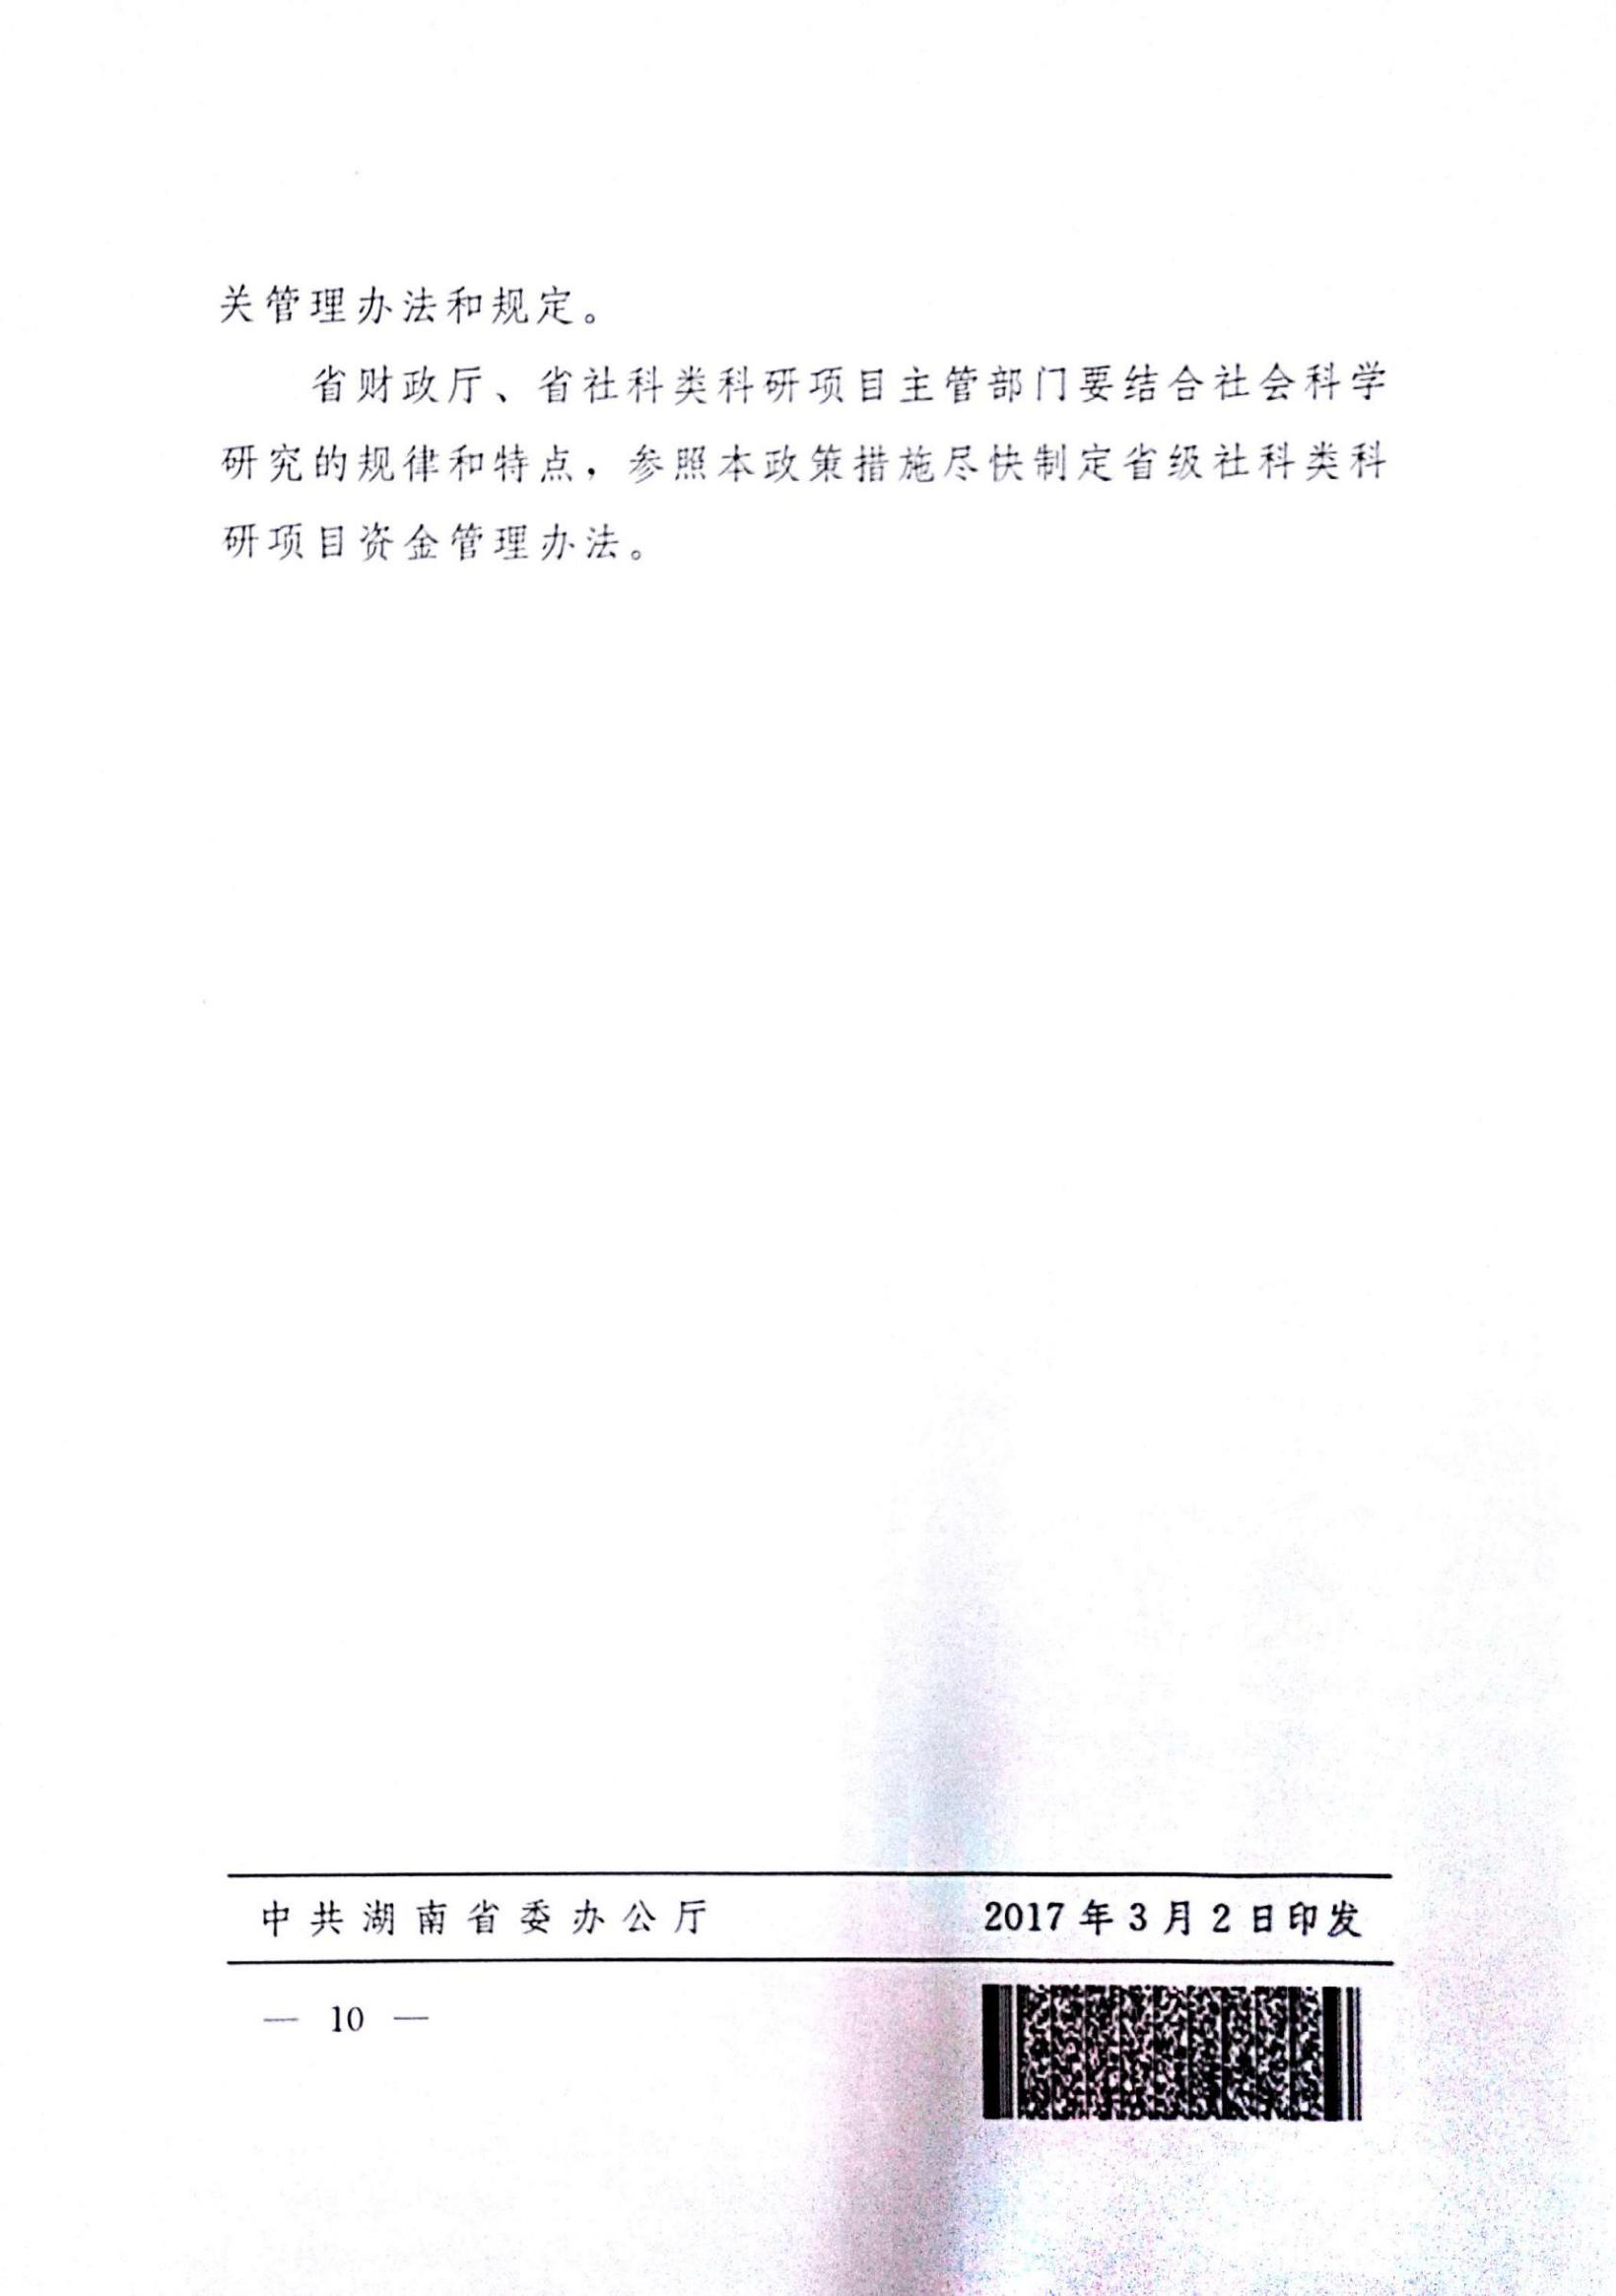 关管理办法和规定。
省财政厅、省社科类科研项目主管部门要结合社会科学
研究的规律和特点，参照本政策措施尽快制定省级社科类科
研项目资金管理办法。
中共湖南省委办公厅 2017年3月2日印发
— 10 —